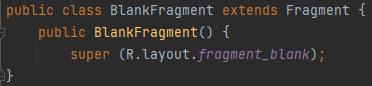 public class BlankFragment extends Fragment {
    public BlankFragment() {
        super (R.layout.fragment_blank);
    }
}